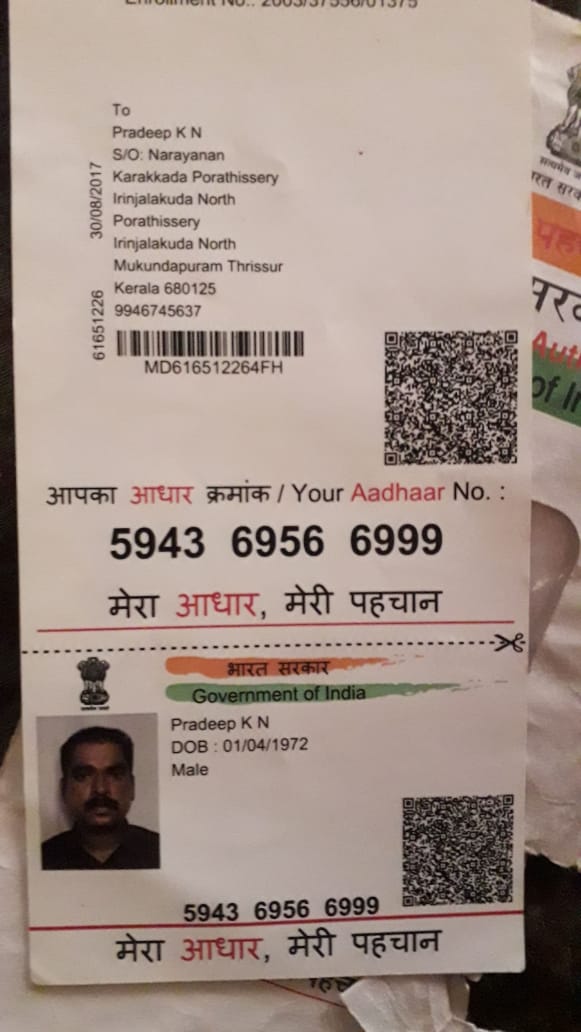 Enrollment No.:
To
Pradeep K N
S/O: Narayanan
Karakkada Porathissery
Irinjalakuda North
Porathissery
Irinjalakuda North
Mukundapuram Thrissur
Kerala 680125
9946745637
30/08/2017
61651226
MD616512264FH
आपका आधार क्रमांक / Your Aadhaar No. :
5943 6956 6999
मेरा आधार, मेरी पहचान
भारत सरकार
Government of India
Pradeep K N
DOB : 01/04/1972
Male
5943 6956 6999
मेरा आधार, मेरी पहचान